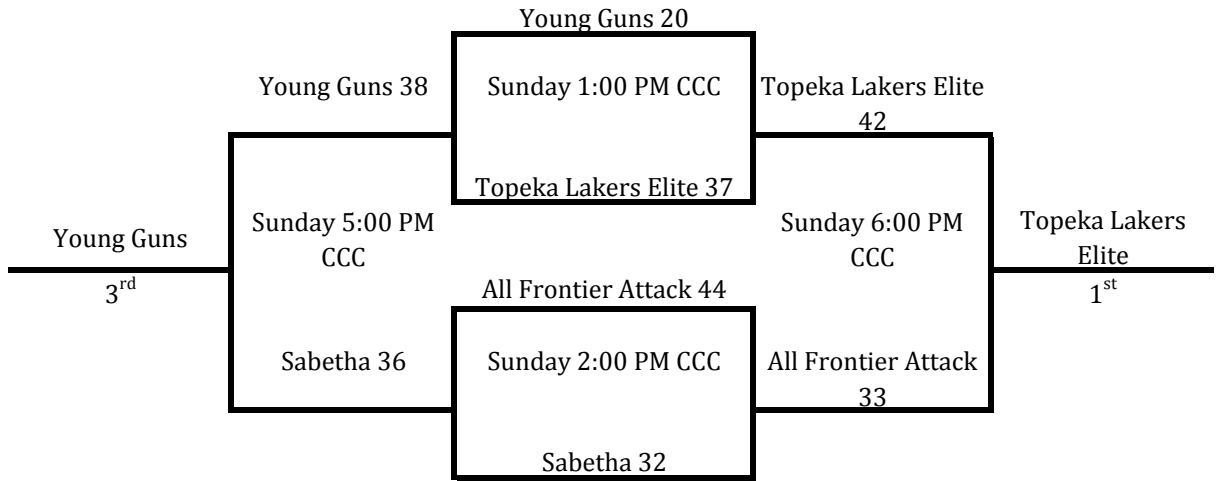 Young Guns 20
Young Guns 38
Sunday 1:00 PM CCC
Topeka Lakers Elite
42
Topeka Lakers Elite 37
Young Guns
3rd
Sunday 5:00 PM
CCC
Sunday 6:00 PM
CCC
Topeka Lakers
Elite
1st
All Frontier Attack 44
Sabetha 36
Sunday 2:00 PM CCC
All Frontier Attack
33
Sabetha 32